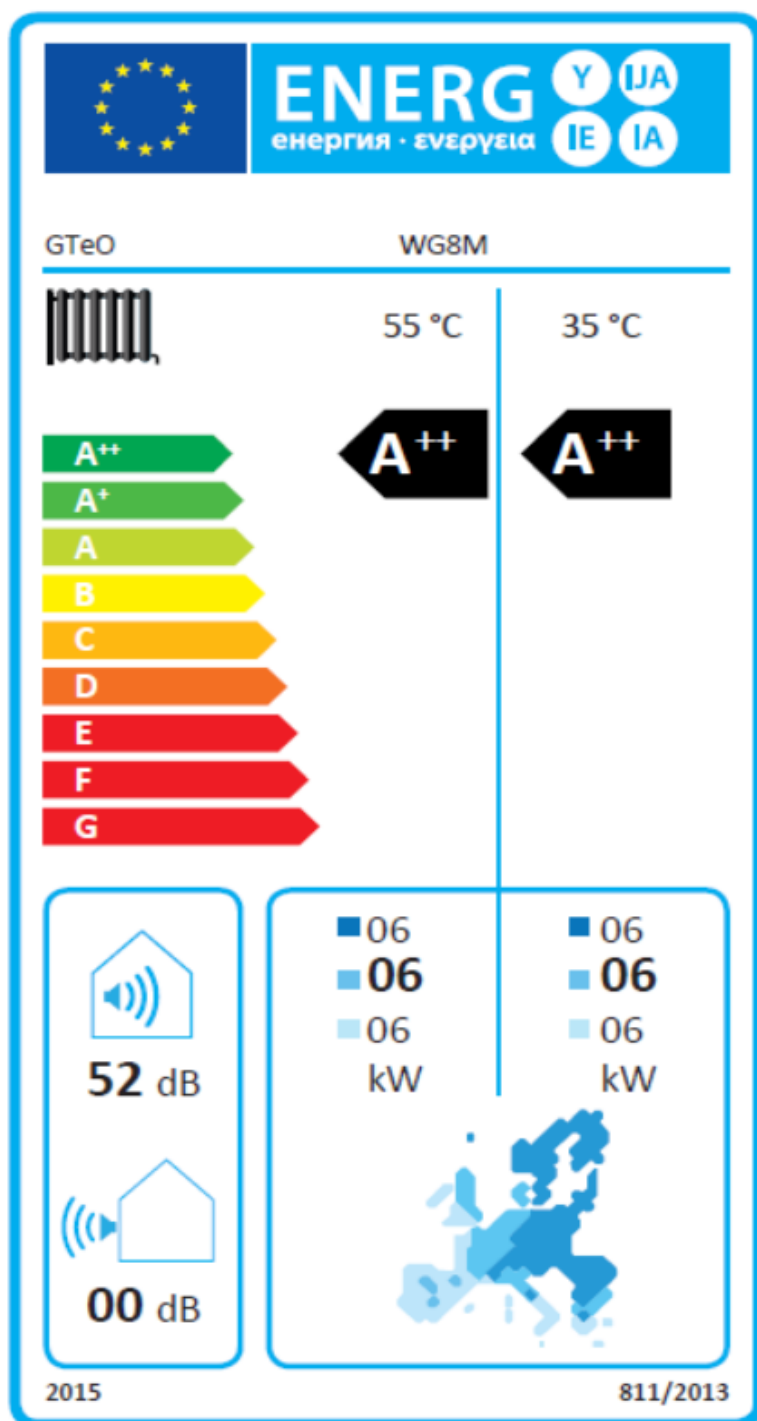 ENERG Y IJA
енергия · ενεργεια IE IA
GTeO WG8M
55 °C 35 °C
A++ A++ A++
A+
A
B
C
D
E
F
G
06 06
06 06
06 06
kW kW
52 dB
00 dB
2015 811/2013